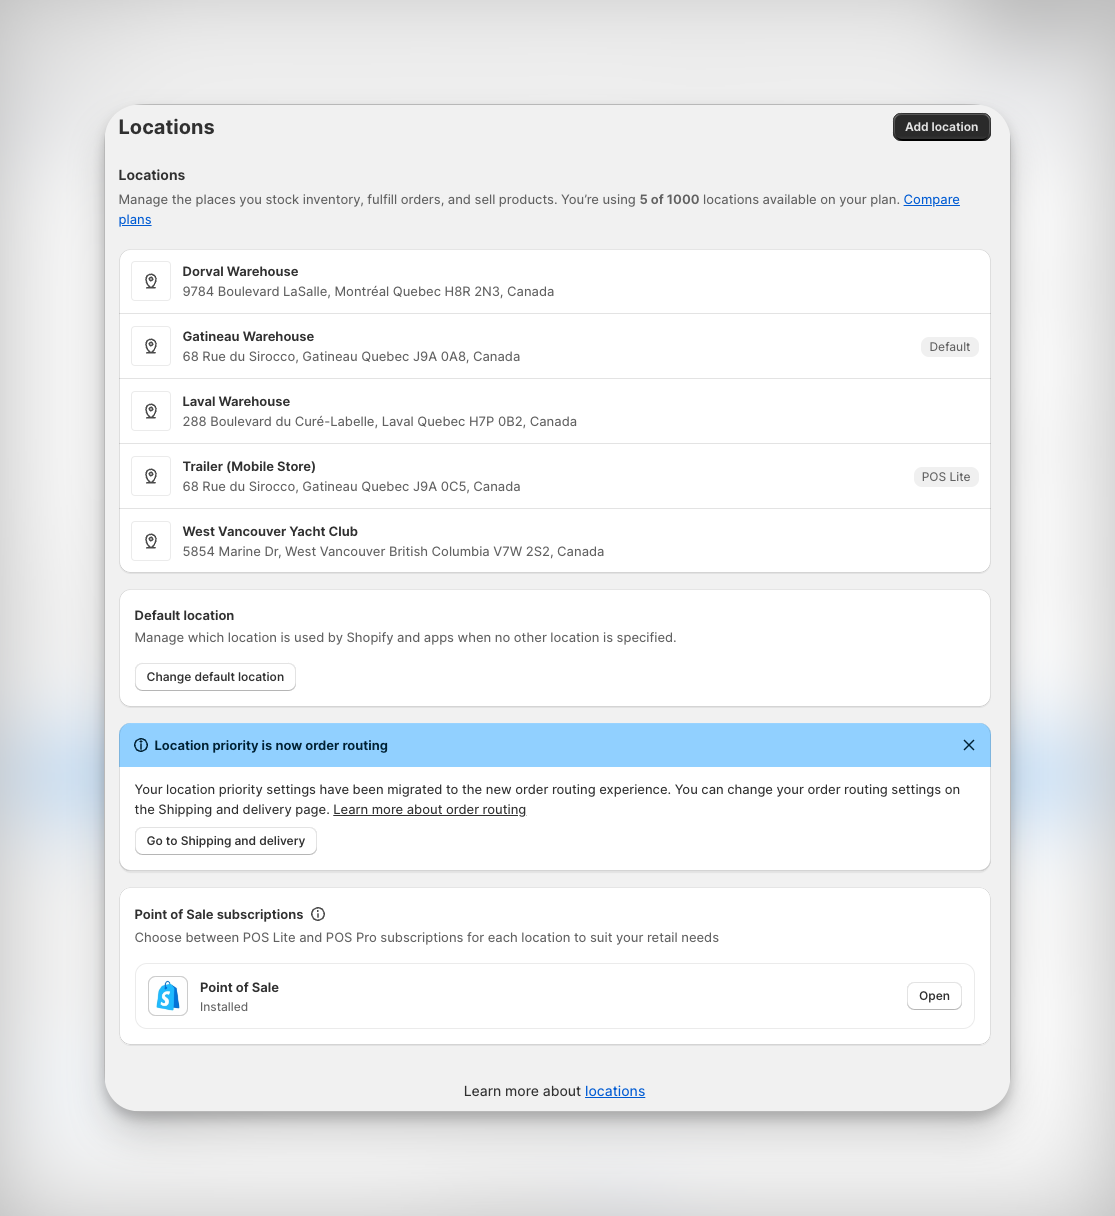 Locations
Add location
Locations
Manage the places you stock inventory, fulfill orders, and sell products. You're using 5 of 1000 locations available on your plan. Compare
plans
Dorval Warehouse
9784 Boulevard LaSalle, Montréal Quebec H8R 2N3, Canada
Gatineau Warehouse
68 Rue du Sirocco, Gatineau Quebec J9A 0A8, Canada
Default
Laval Warehouse
288 Boulevard du Curé-Labelle, Laval Quebec H7P 0B2, Canada
Trailer (Mobile Store)
68 Rue du Sirocco, Gatineau Quebec J9A 0C5, Canada
POS Lite
West Vancouver Yacht Club
5854 Marine Dr, West Vancouver British Columbia V7W 2S2, Canada
Default location
Manage which location is used by Shopify and apps when no other location is specified.
Change default location
Location priority is now order routing
Your location priority settings have been migrated to the new order routing experience. You can change your order routing settings on
the Shipping and delivery page. Learn more about order routing
Go to Shipping and delivery
Point of Sale subscriptions
Choose between POS Lite and POS Pro subscriptions for each location to suit your retail needs
Point of Sale
Installed
Open
Learn more about locations